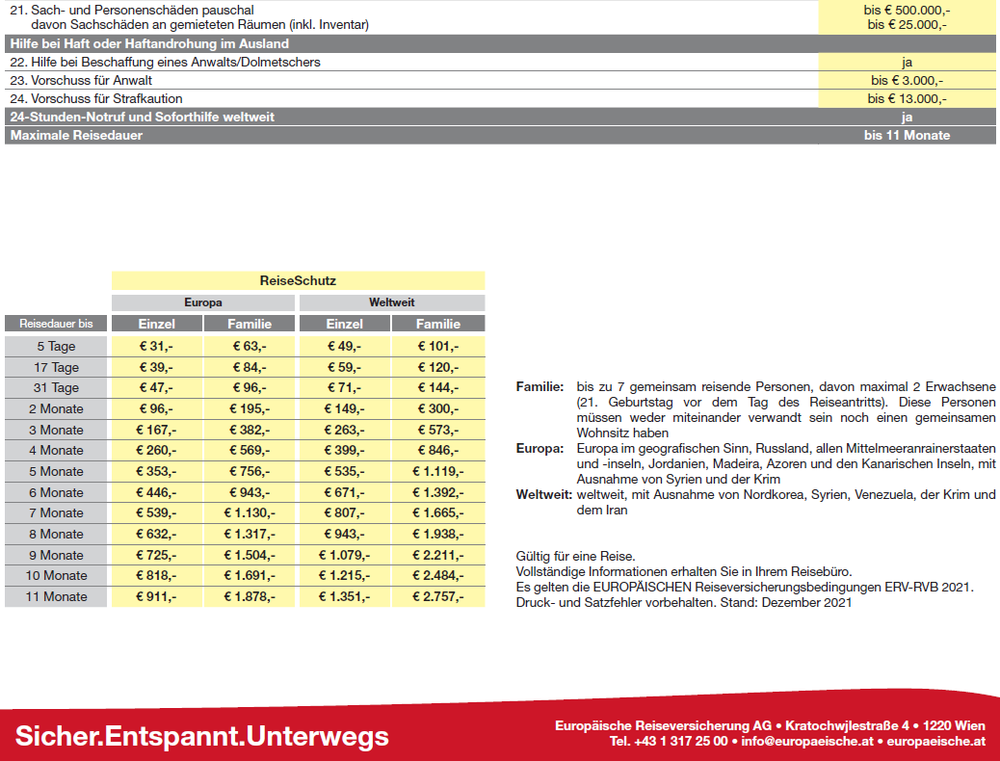 21. Sach- und Personenschäden pauschal bis € 500.000,-
davon Sachschäden an gemieteten Räumen (inkl. Inventar) bis € 25.000,-
Hilfe bei Haft oder Haftandrohung im Ausland
22. Hilfe bei Beschaffung eines Anwalts/Dolmetschers ja
23. Vorschuss für Anwalt bis € 3.000,-
24. Vorschuss für Strafkaution bis € 13.000,-
24-Stunden-Notruf und Soforthilfe weltweit ja
Maximale Reisedauer bis 11 Monate
ReiseSchutz
Europa Weltweit
Reisedauer bis Einzel Familie Einzel Familie
5 Tage € 31,- € 63,- € 49,- € 101,-
17 Tage € 39,- € 84,- € 59,- € 120,-
31 Tage € 47,- € 96,- € 71,- € 144,-
2 Monate € 96,- € 195,- € 149,- € 300,-
3 Monate € 167,- € 382,- € 263,- € 573,-
4 Monate € 260,- € 569,- € 399,- € 846,-
5 Monate € 353,- € 756,- € 535,- € 1.119,-
6 Monate € 446,- € 943,- € 671,- € 1.392,-
7 Monate € 539,- € 1.130,- € 807,- € 1.665,-
8 Monate € 632,- € 1.317,- € 943,- € 1.938,-
9 Monate € 725,- € 1.504,- € 1.079,- € 2.211,-
10 Monate € 818,- € 1.691,- € 1.215,- € 2.484,-
11 Monate € 911,- € 1.878,- € 1.351,- € 2.757,-
Familie: bis zu 7 gemeinsam reisende Personen, davon maximal 2 Erwachsene
(21. Geburtstag vor dem Tag des Reiseantritts). Diese Personen
müssen weder miteinander verwandt sein noch einen gemeinsamen
Wohnsitz haben
Europa: Europa im geografischen Sinn, Russland, allen Mittelmeeranrainerstaaten
und -inseln, Jordanien, Madeira, Azoren und den Kanarischen Inseln, mit
Ausnahme von Syrien und der Krim
Weltweit: weltweit, mit Ausnahme von Nordkorea, Syrien, Venezuela, der Krim und
dem Iran
Gültig für eine Reise.
Vollständige Informationen erhalten Sie in Ihrem Reisebüro.
Es gelten die EUROPÄISCHEN Reiseversicherungsbedingungen ERV-RVB 2021.
Druck- und Satzfehler vorbehalten. Stand: Dezember 2021
Sicher.Entspannt.Unterwegs
Europäische Reiseversicherung AG • Kratochwjlestraße 4 • 1220 Wien
Tel. +43 1 317 25 00 • info@europaeische.at • europaeische.at